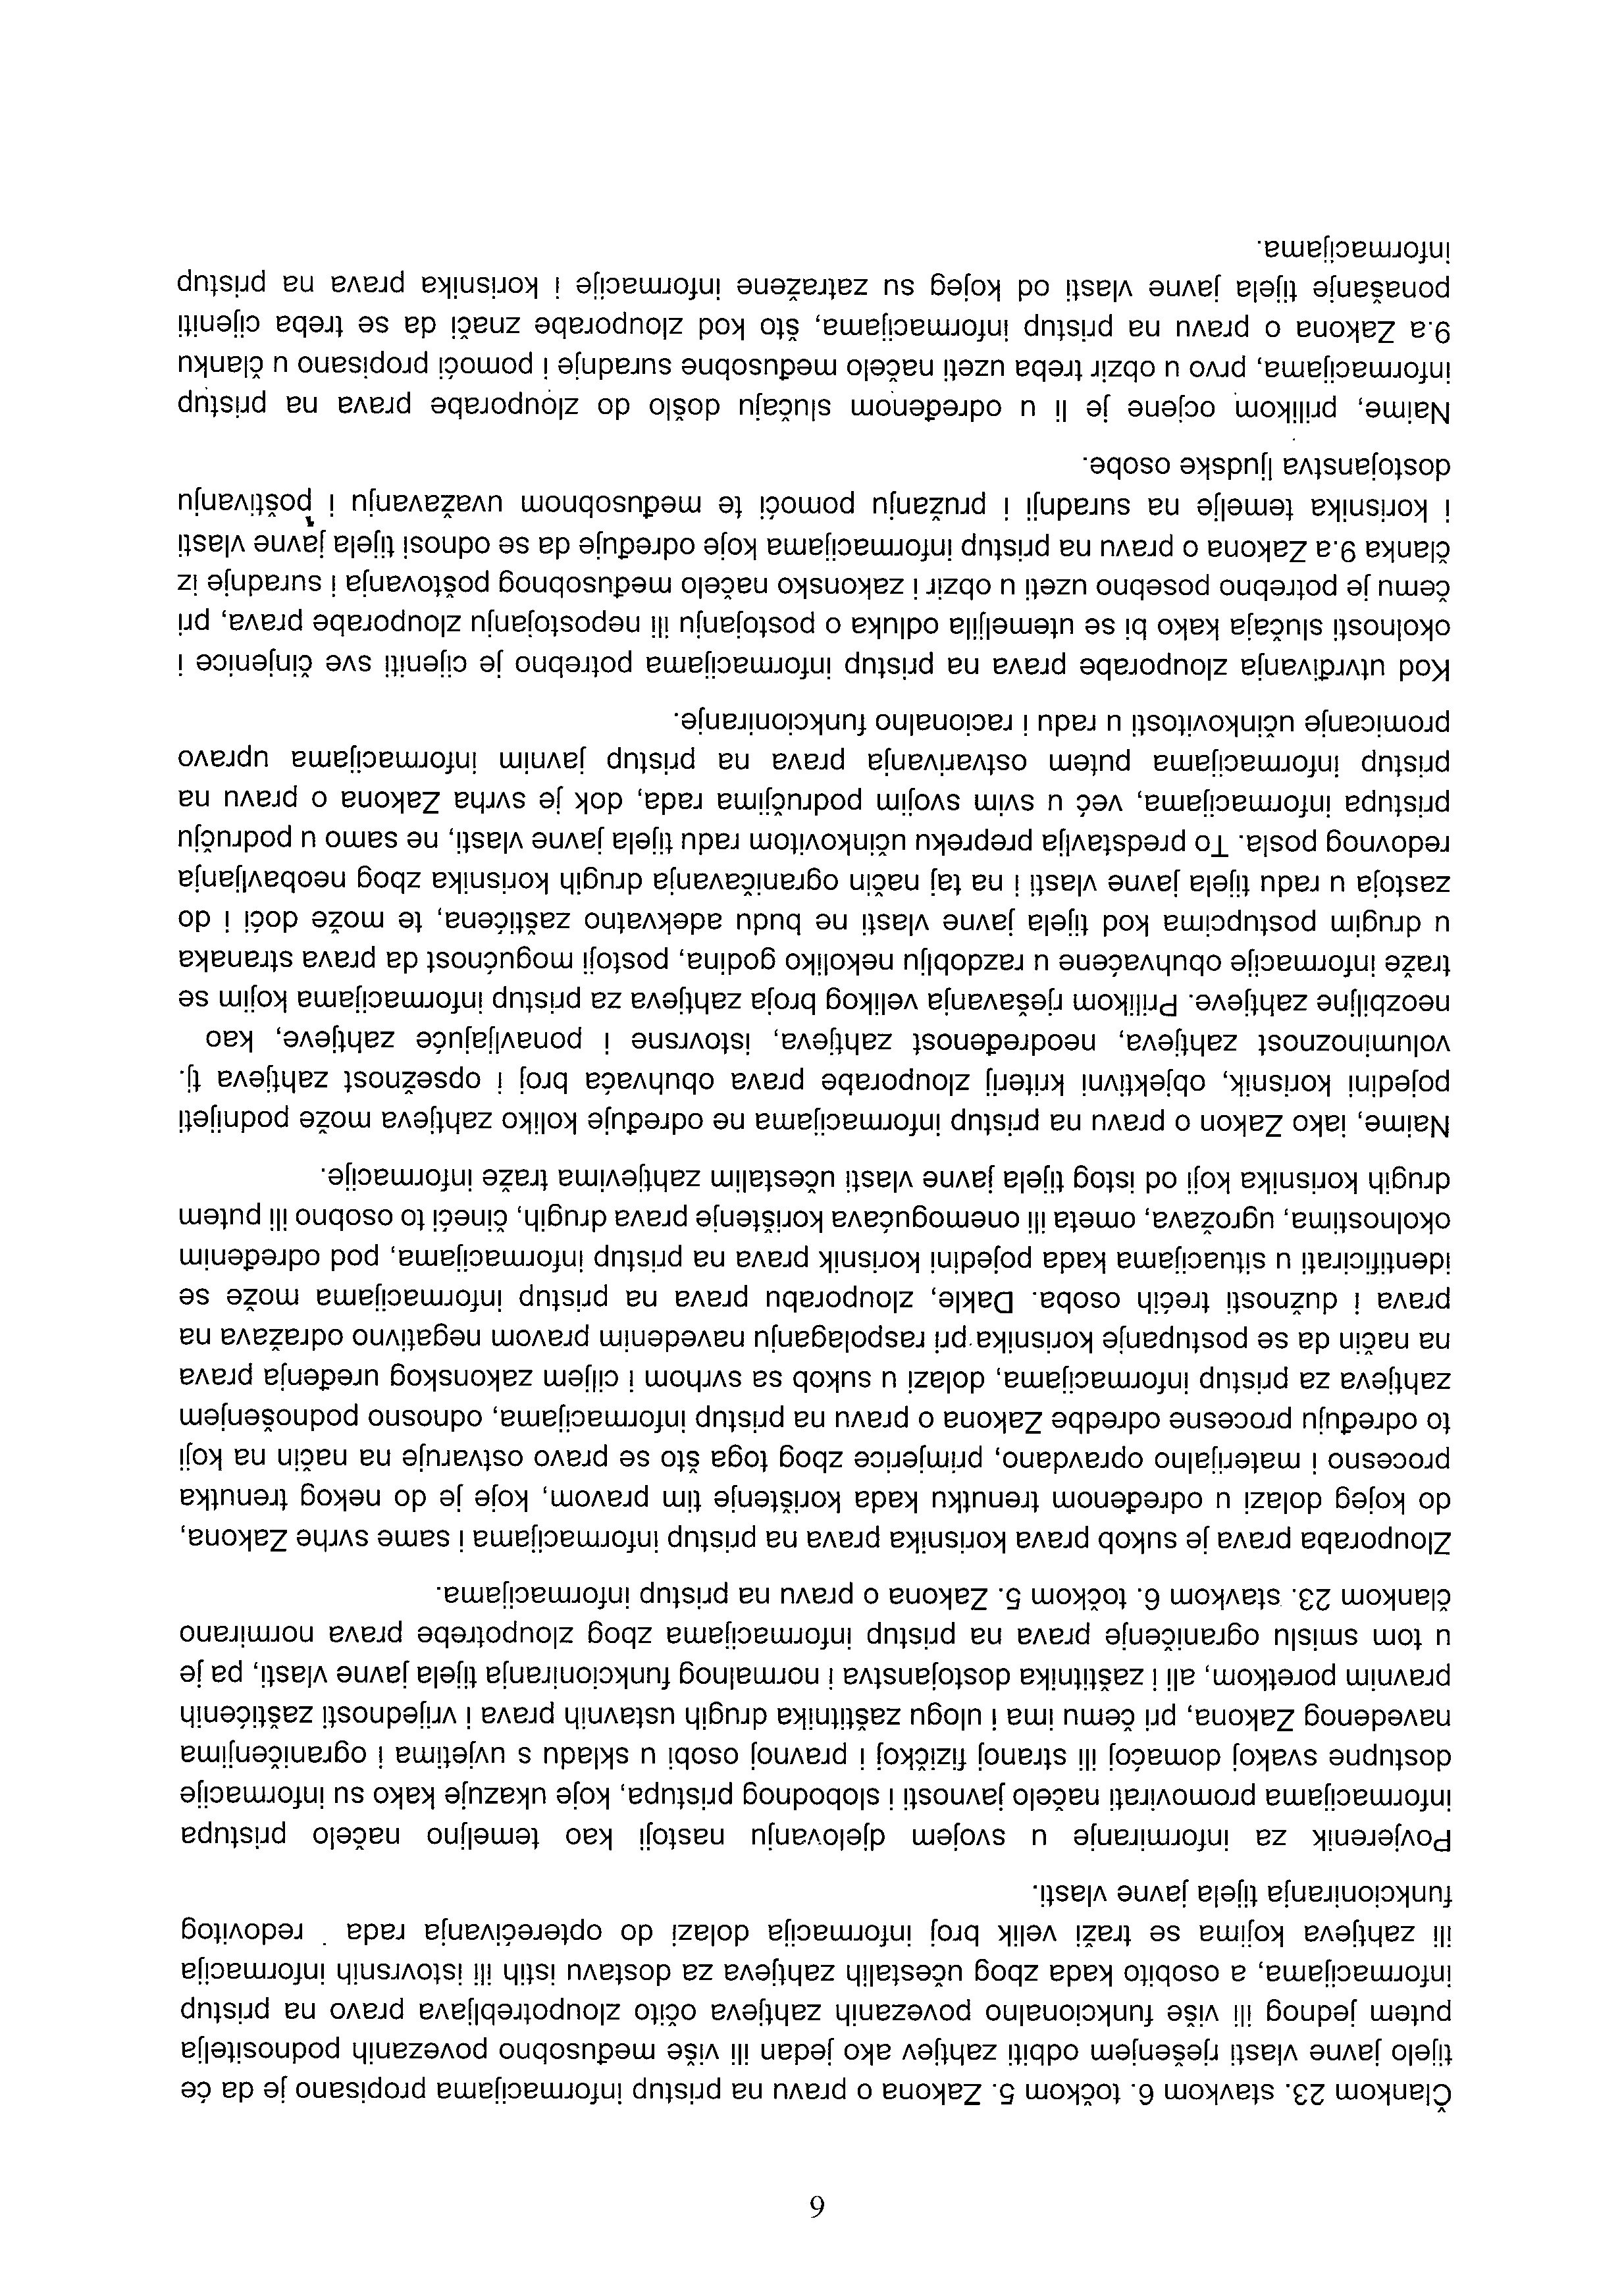 6
Člankom 23. stavkom 6. točkom 5. Zakona o pravu na pristup informacijama propisano je da će
tijelo javne vlasti rješenjem odbiti zahtjev ako jedan ili više međusobno povezanih podnositelja
putem jednog ili više funkcionalno povezanih zahtjeva očito zloupotrebljava pravo na pristup
informacijama, a osobito kada zbog učestalih zahtjeva za dostavu istih ili istovrsnih informacija
ili zahtjeva kojima se traži velik broj informacija dolazi do opterećivanja rada redovitog
funkcioniranja tijela javne vlasti.
Povjerenik za informiranje u svojem djelovanju nastoji kao temeljno načelo pristupa
informacijama promovirati načelo javnosti i slobodnog pristupa, koje ukazuje kako su informacije
dostupne svakoj domaćoj ili stranoj fizičkoj i pravnoj osobi u skladu s uvjetima i ograničenjima
navedenog Zakona, pri čemu ima i ulogu zaštitnika drugih ustavnih prava i vrijednosti zaštićenih
pravnim poretkom, ali i zaštitnika dostojanstva i normalnog funkcioniranja tijela javne vlasti, pa je
u tom smislu ograničenje prava na pristup informacijama zbog zloupotrebe prava normirano
člankom 23. stavkom 6. točkom 5. Zakona o pravu na pristup informacijama.
Zlouporaba prava je sukob prava korisnika prava na pristup informacijama i same svrhe Zakona,
do kojeg dolazi u određenom trenutku kada korištenje tim pravom, koje je do nekog trenutka
procesno i materijalno opravdano, primjerice zbog toga što se pravo ostvaruje na način na koji
to određuju procesne odredbe Zakona o pravu na pristup informacijama, odnosno podnošenjem
zahtjeva za pristup informacijama, dolazi u sukob sa svrhom i ciljem zakonskog uređenja prava
na način da se postupanje korisnika pri raspolaganju navedenim pravom negativno odražava na
prava i dužnosti trećih osoba. Dakle, zlouporabu prava na pristup informacijama može se
identificirati u situacijama kada pojedini korisnik prava na pristup informacijama, pod određenim
okolnostima, ugrožava, ometa ili onemogućava korištenje prava drugih, čineći to osobno ili putem
drugih korisnika koji od istog tijela javne vlasti učestalim zahtjevima traže informacije.
Naime, iako Zakon o pravu na pristup informacijama ne određuje koliko zahtjeva može podnijeti
pojedini korisnik, objektivni kriterij zlouporabe prava obuhvaća broj i opsežnost zahtjeva tj.
voluminoznost zahtjeva, neodređenost zahtjeva, istovrsne i ponavljajuće zahtjeve, kao
neozbiljne zahtjeve. Prilikom rješavanja velikog broja zahtjeva za pristup informacijama kojim se
traže informacije obuhvaćene u razdoblju nekoliko godina, postoji mogućnost da prava stranaka
u drugim postupcima kod tijela javne vlasti ne budu adekvatno zaštićena, te može doći i do
zastoja u radu tijela javne vlasti i na taj način ograničavanja drugih korisnika zbog neobavljanja
redovnog posla. To predstavlja prepreku učinkovitom radu tijela javne vlasti, ne samo u području
pristupa informacijama, već u svim svojim područjima rada, dok je svrha Zakona o pravu na
pristup informacijama putem ostvarivanja prava na pristup javnim informacijama upravo
promicanje učinkovitosti u radu i racionalno funkcioniranje.
Kod utvrđivanja zlouporabe prava na pristup informacijama potrebno je cijeniti sve činjenice i
okolnosti slučaja kako bi se utemeljila odluka o postojanju ili nepostojanju zlouporabe prava, pri
čemu je potrebno posebno uzeti u obzir i zakonsko načelo međusobnog poštovanja i suradnje iz
članka 9.a Zakona o pravu na pristup informacijama koje određuje da se odnosi tijela javne vlasti
i korisnika temelje na suradnji i pružanju pomoći te međusobnom uvažavanju i poštivanju
dostojanstva ljudske osobe.
Naime, prilikom ocjene je li u određenom slučaju došlo do zlouporabe prava na pristup
informacijama, prvo u obzir treba uzeti načelo međusobne suradnje i pomoći propisano u članku
9.a Zakona o pravu na pristup informacijama, što kod zlouporabe znači da se treba cijeniti
ponašanje tijela javne vlasti od kojeg su zatražene informacije i korisnika prava na pristup
informacijama.